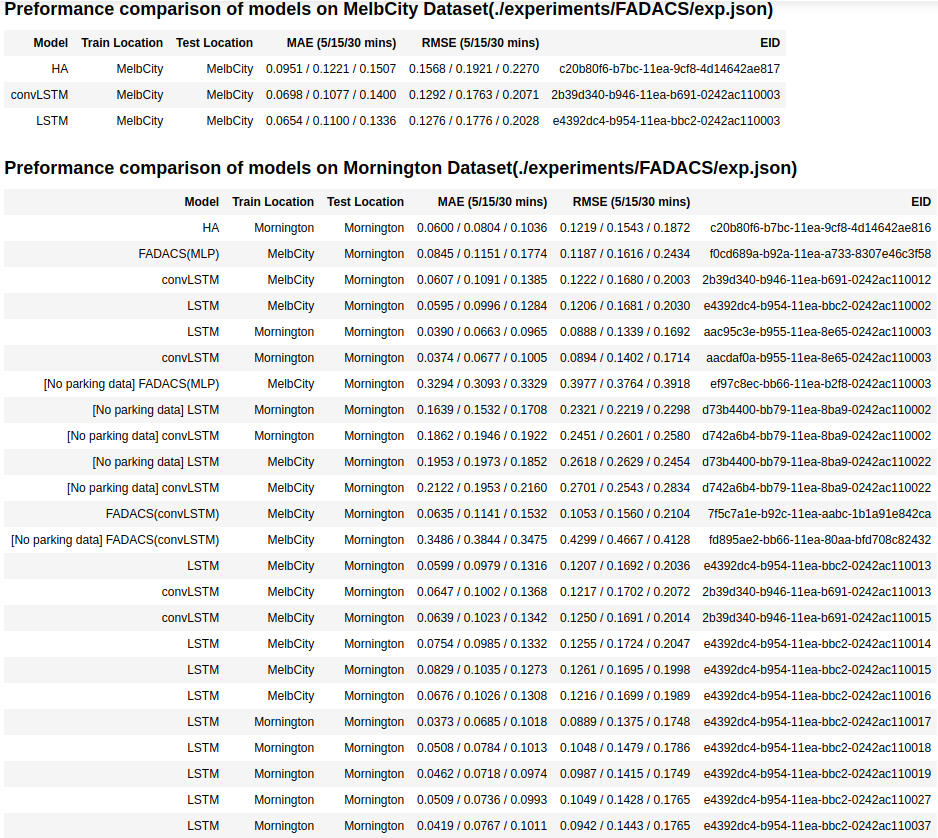 Preformance comparison of models on MelbCity Dataset(./experiments/FADACS/exp.json)
Model Train Location Test Location MAE (5/15/30 mins) RMSE (5/15/30 mins) EID
HA MelbCity MelbCity 0.0951 / 0.1221 / 0.1507 0.1568 / 0.1921 / 0.2270 c20b80f6-b7bc-11ea-9cf8-4d14642ae817
convLSTM MelbCity MelbCity 0.0698 / 0.1077 / 0.1400 0.1292 / 0.1763 / 0.2071 2b39d340-b946-11ea-b691-0242ac110003
LSTM MelbCity MelbCity 0.0654 / 0.1100 / 0.1336 0.1276 / 0.1776 / 0.2028 e4392dc4-b954-11ea-bbc2-0242ac110003
Preformance comparison of models on Mornington Dataset(./experiments/FADACS/exp.json)
Model Train Location Test Location MAE (5/15/30 mins) RMSE (5/15/30 mins) EID
HA Mornington Mornington 0.0600 / 0.0804 / 0.1036 0.1219 / 0.1543 / 0.1872 c20b80f6-b7bc-11ea-9cf8-4d14642ae816
FADACS(MLP) MelbCity Mornington 0.0845 / 0.1151 / 0.1774 0.1187 / 0.1616 / 0.2434 f0cd689a-b92a-11ea-a733-8307e46c3f58
convLSTM MelbCity Mornington 0.0607 / 0.1091 / 0.1385 0.1222 / 0.1680 / 0.2003 2b39d340-b946-11ea-b691-0242ac110012
LSTM MelbCity Mornington 0.0595 / 0.0996 / 0.1284 0.1206 / 0.1681 / 0.2030 e4392dc4-b954-11ea-bbc2-0242ac110002
LSTM Mornington Mornington 0.0390 / 0.0663 / 0.0965 0.0888 / 0.1339 / 0.1692 aac95c3e-b955-11ea-8e65-0242ac110003
convLSTM Mornington Mornington 0.0374 / 0.0677 / 0.1005 0.0894 / 0.1402 / 0.1714 aacdaf0a-b955-11ea-8e65-0242ac110003
[No parking data] FADACS(MLP) MelbCity Mornington 0.3294 / 0.3093 / 0.3329 0.3977 / 0.3764 / 0.3918 ef97c8ec-bb66-11ea-b2f8-0242ac110003
[No parking data] LSTM Mornington Mornington 0.1639 / 0.1532 / 0.1708 0.2321 / 0.2219 / 0.2298 d73b4400-bb79-11ea-8ba9-0242ac110002
[No parking data] convLSTM Mornington Mornington 0.1862 / 0.1946 / 0.1922 0.2451 / 0.2601 / 0.2580 d742a6b4-bb79-11ea-8ba9-0242ac110002
[No parking data] LSTM MelbCity Mornington 0.1953 / 0.1973 / 0.1852 0.2618 / 0.2629 / 0.2454 d73b4400-bb79-11ea-8ba9-0242ac110022
[No parking data] convLSTM MelbCity Mornington 0.2122 / 0.1953 / 0.2160 0.2701 / 0.2543 / 0.2834 d742a6b4-bb79-11ea-8ba9-0242ac110022
FADACS(convLSTM) MelbCity Mornington 0.0635 / 0.1141 / 0.1532 0.1053 / 0.1560 / 0.2104 7f5c7a1e-b92c-11ea-aabc-1b1a91e842ca
[No parking data] FADACS(convLSTM) MelbCity Mornington 0.3486 / 0.3844 / 0.3475 0.4299 / 0.4667 / 0.4128 fd895ae2-bb66-11ea-80aa-bfd708c82432
LSTM MelbCity Mornington 0.0599 / 0.0979 / 0.1316 0.1207 / 0.1692 / 0.2036 e4392dc4-b954-11ea-bbc2-0242ac110013
convLSTM MelbCity Mornington 0.0647 / 0.1002 / 0.1368 0.1217 / 0.1702 / 0.2072 2b39d340-b946-11ea-b691-0242ac110013
convLSTM MelbCity Mornington 0.0639 / 0.1023 / 0.1342 0.1250 / 0.1691 / 0.2014 2b39d340-b946-11ea-b691-0242ac110015
LSTM MelbCity Mornington 0.0754 / 0.0985 / 0.1332 0.1255 / 0.1724 / 0.2047 e4392dc4-b954-11ea-bbc2-0242ac110014
LSTM MelbCity Mornington 0.0829 / 0.1035 / 0.1273 0.1261 / 0.1695 / 0.1998 e4392dc4-b954-11ea-bbc2-0242ac110015
LSTM MelbCity Mornington 0.0676 / 0.1026 / 0.1308 0.1216 / 0.1699 / 0.1989 e4392dc4-b954-11ea-bbc2-0242ac110016
LSTM Mornington Mornington 0.0373 / 0.0685 / 0.1018 0.0889 / 0.1375 / 0.1748 e4392dc4-b954-11ea-bbc2-0242ac110017
LSTM Mornington Mornington 0.0508 / 0.0784 / 0.1013 0.1048 / 0.1479 / 0.1786 e4392dc4-b954-11ea-bbc2-0242ac110018
LSTM Mornington Mornington 0.0462 / 0.0718 / 0.0974 0.0987 / 0.1415 / 0.1749 e4392dc4-b954-11ea-bbc2-0242ac110019
LSTM Mornington Mornington 0.0509 / 0.0736 / 0.0993 0.1049 / 0.1428 / 0.1765 e4392dc4-b954-11ea-bbc2-0242ac110027
LSTM Mornington Mornington 0.0419 / 0.0767 / 0.1011 0.0942 / 0.1443 / 0.1765 e4392dc4-b954-11ea-bbc2-0242ac110037